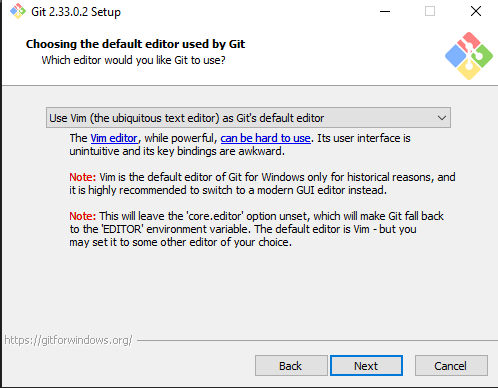 Git 2.33.0.2 Setup
Choosing the default editor used by Git
Which editor would you like Git to use?
Use Vim (the ubiquitous text editor) as Git's default editor
The Vim editor, while powerful, can be hard to use. Its user interface is
unintuitive and its key bindings are awkward.
Note: Vim is the default editor of Git for Windows only for historical reasons, and
it is highly recommended to switch to a modern GUI editor instead.
Note: This will leave the 'core.editor' option unset, which will make Git fall back
to the 'EDITOR' environment variable. The default editor is Vim - but you
may set it to some other editor of your choice.
https://gitforwindows.org/
Back
Next
Cancel